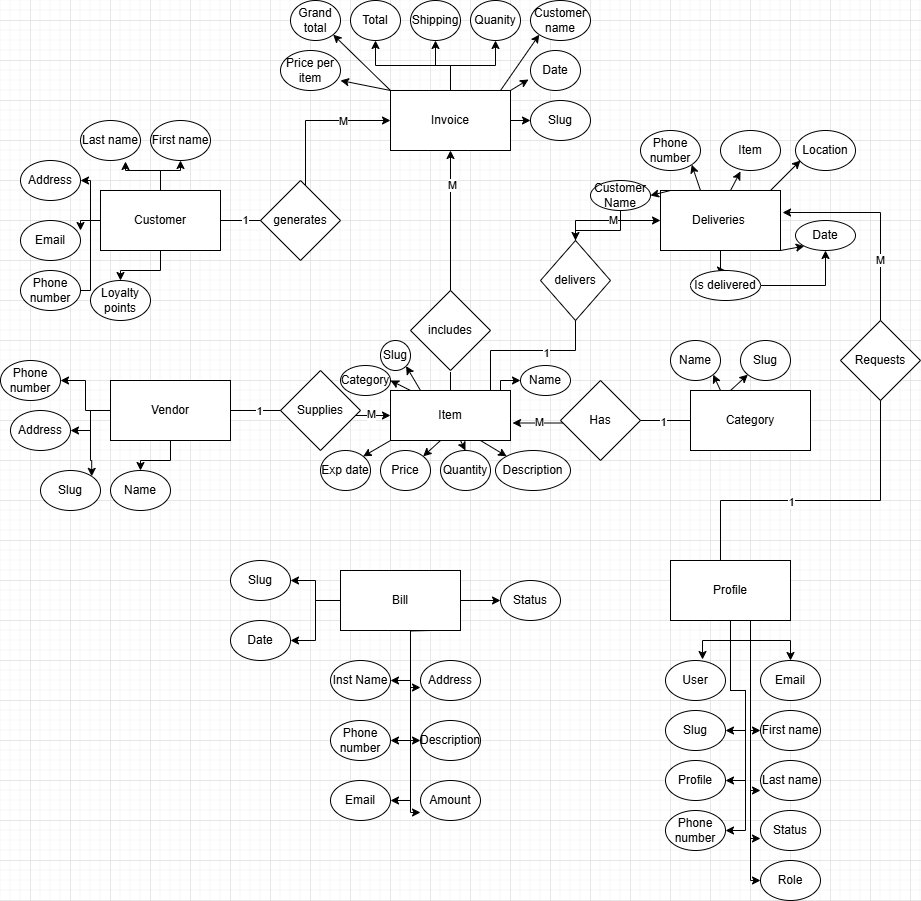 Grand
total
Total
Shipping
Quanity
Customer
name
Price per
item
Date
Invoice
Slug
M
Last name
First name
Address
Customer
1
generates
Email
Phone
number
Loyalty
points
Phone
number
Item
Location
Customer
Name
Deliveries
M
Date
Is delivered
delivers
M
M
includes
1
Requests
Slug
Category
Name
Name
Slug
Phone
number
Vendor
1
Supplies
M
Item
M
Has
1
Category
Address
Slug
Name
Exp date
Price
Quantity
Description
1
Slug
Bill
Status
Date
Inst Name
Address
Phone
number
Description
Email
Amount
Profile
User
Email
Slug
First name
Profile
Last name
Phone
number
Status
Role